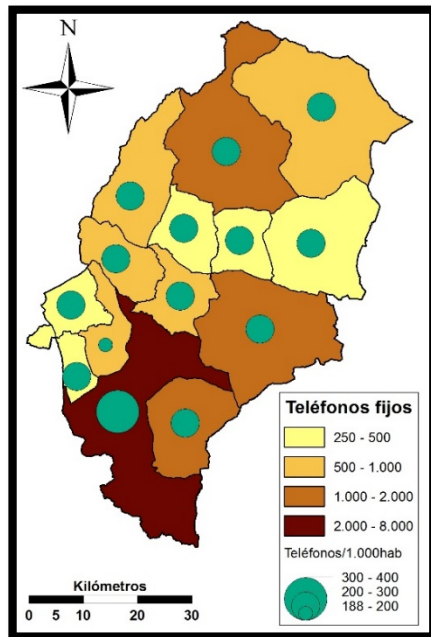 N
Teléfonos fijos
250 - 500
500 - 1.000
1.000 - 2.000
2.000 - 8.000
Teléfonos/1.000hab
300 - 400
200 - 300
188 - 200
Kilómetros
0 5 10 20 30